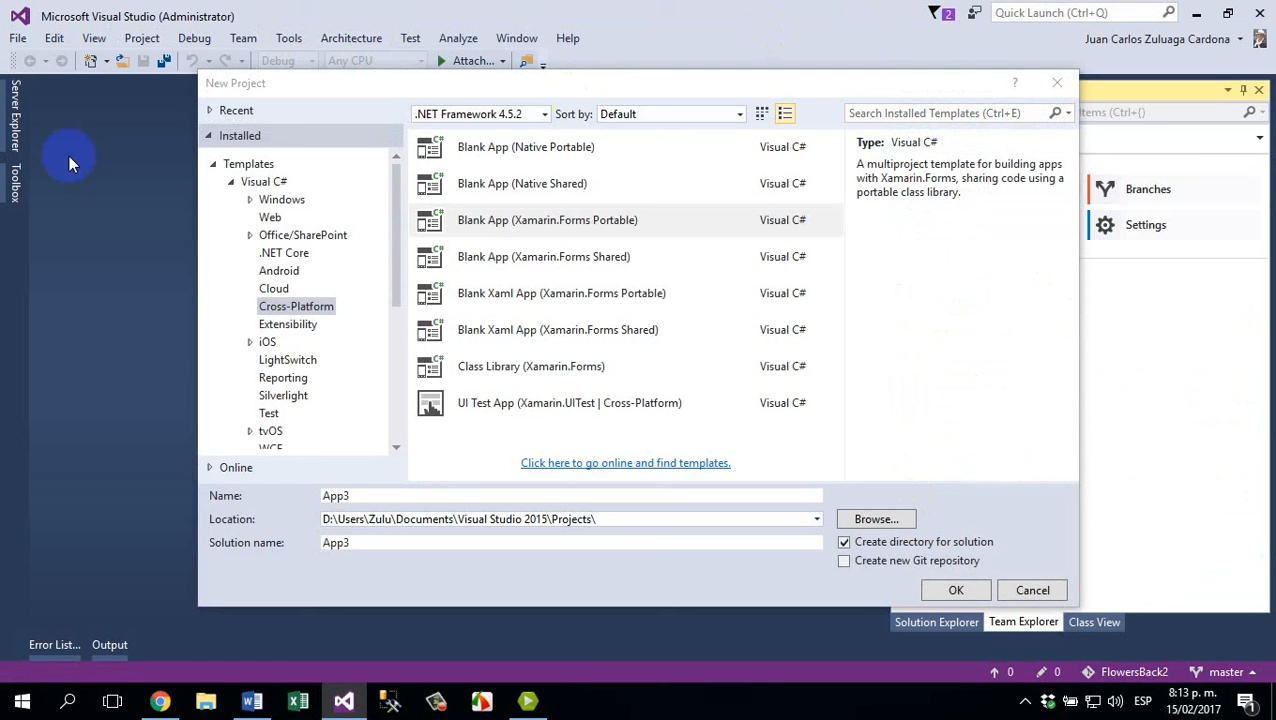 Microsoft Visual Studio (Administrator)
2
Quick Launch (Ctrl+Q)
File Edit View Project Debug Team Tools Architecture Test Analyze Window Help
Juan Carlos Zuluaga Cardona
Debug Any CPU Attach...
Server Explorer
Toolbox
New Project
?
Recent
.NET Framework 4.5.2 Sort by: Default
Search Installed Templates (Ctrl+E)
Installed
Templates
Visual C#
Windows
Web
Office/SharePoint
.NET Core
Android
Cloud
Cross-Platform
Extensibility
iOS
LightSwitch
Reporting
Silverlight
Test
tvOS
WCF
Online
Blank App (Native Portable) Visual C#
Blank App (Native Shared) Visual C#
Blank App (Xamarin.Forms Portable) Visual C#
Blank App (Xamarin.Forms Shared) Visual C#
Blank Xaml App (Xamarin.Forms Portable) Visual C#
Blank Xaml App (Xamarin.Forms Shared) Visual C#
Class Library (Xamarin.Forms) Visual C#
UI Test App (Xamarin.UITest | Cross-Platform) Visual C#
Click here to go online and find templates.
Type: Visual C#
A multiproject template for building apps
with Xamarin.Forms, sharing code using a
portable class library.
Items (Ctrl+)
Branches
Settings
Name: App3
Location: D:\Users\Zulu\Documents\Visual Studio 2015\Projects\
Browse...
Solution name: App3
Create directory for solution
Create new Git repository
OK Cancel
Solution Explorer Team Explorer Class View
Error List... Output
0 0 FlowersBack2 master
ESP
8:13 p. m.
15/02/2017
1